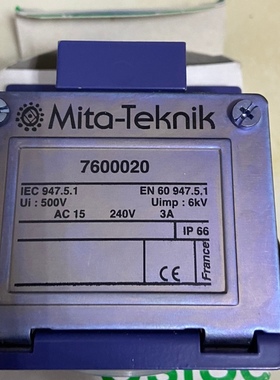 Mita-Teknik
7600020
IEC 947.5.1 EN 60 947.5.1
Ui : 500V Uimp : 6kV
AC 15 240V 3A
IP 66
CE
France